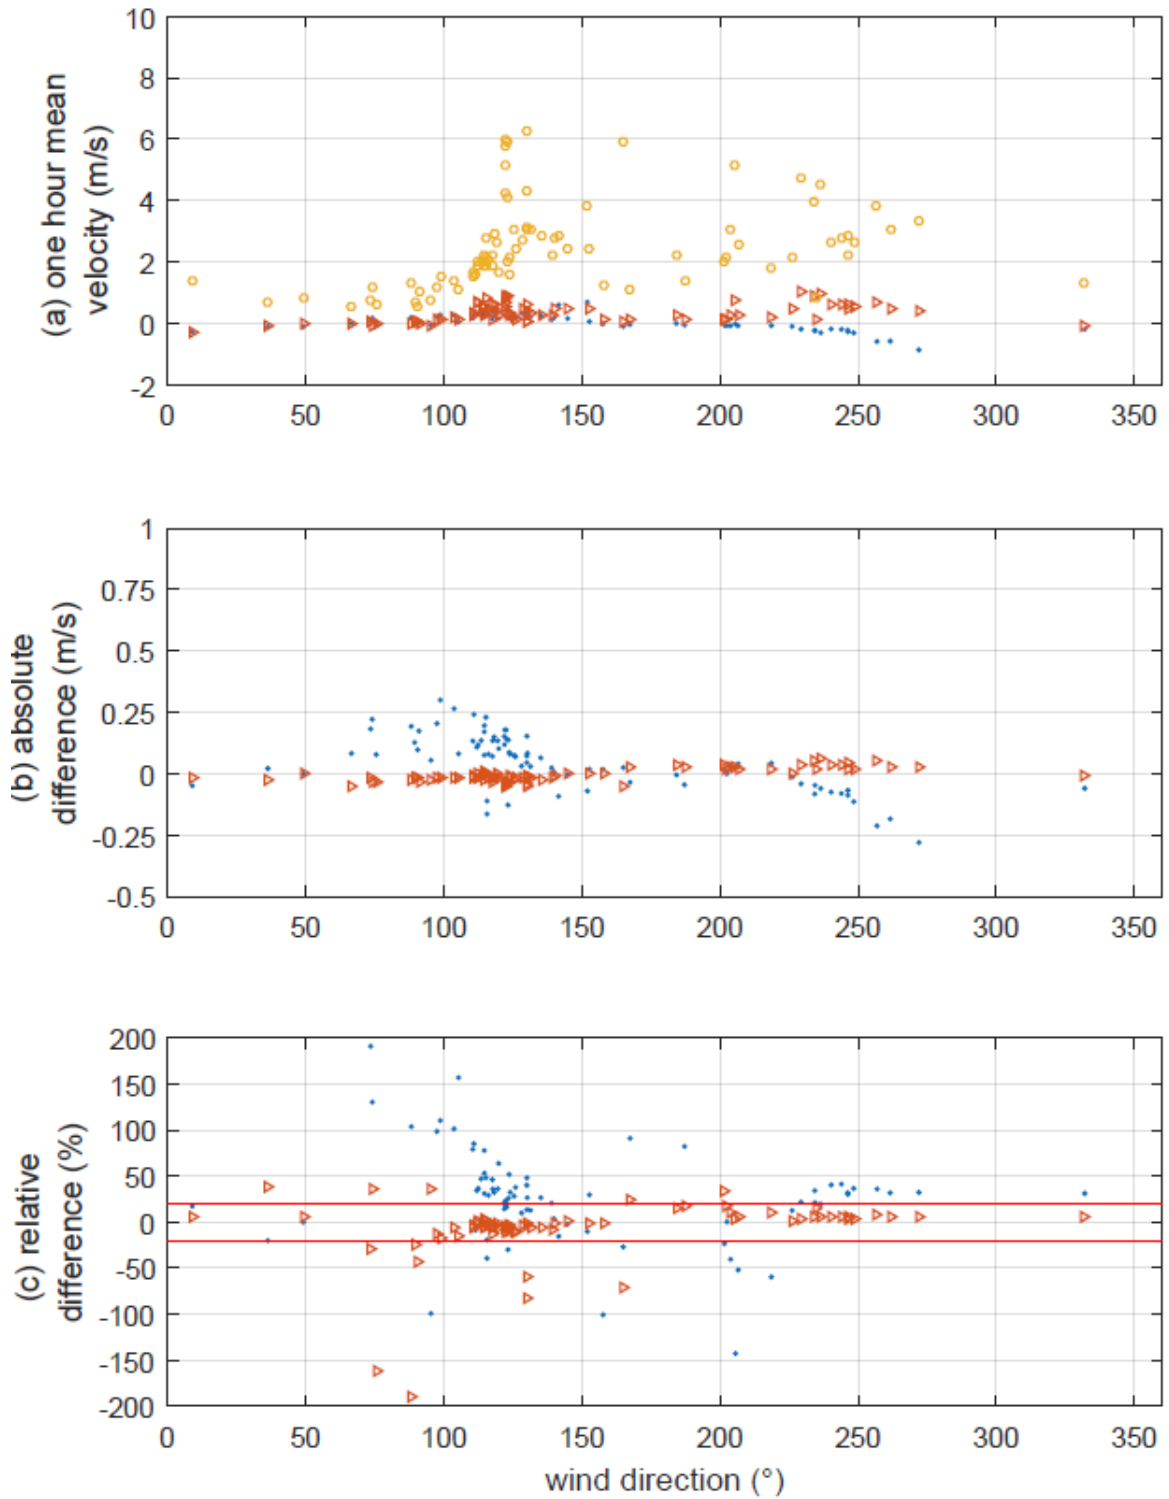 10
8
6
4
2
0
-2
(a) one hour mean
velocity (m/s)
0 50 100 150 200 250 300 350
1
0.75
0.5
0.25
0
-0.25
-0.5
(b) absolute
difference (m/s)
0 50 100 150 200 250 300 350
200
150
100
50
0
-50
-100
-150
-200
(c) relative
difference (%)
0 50 100 150 200 250 300 350
wind direction (°)